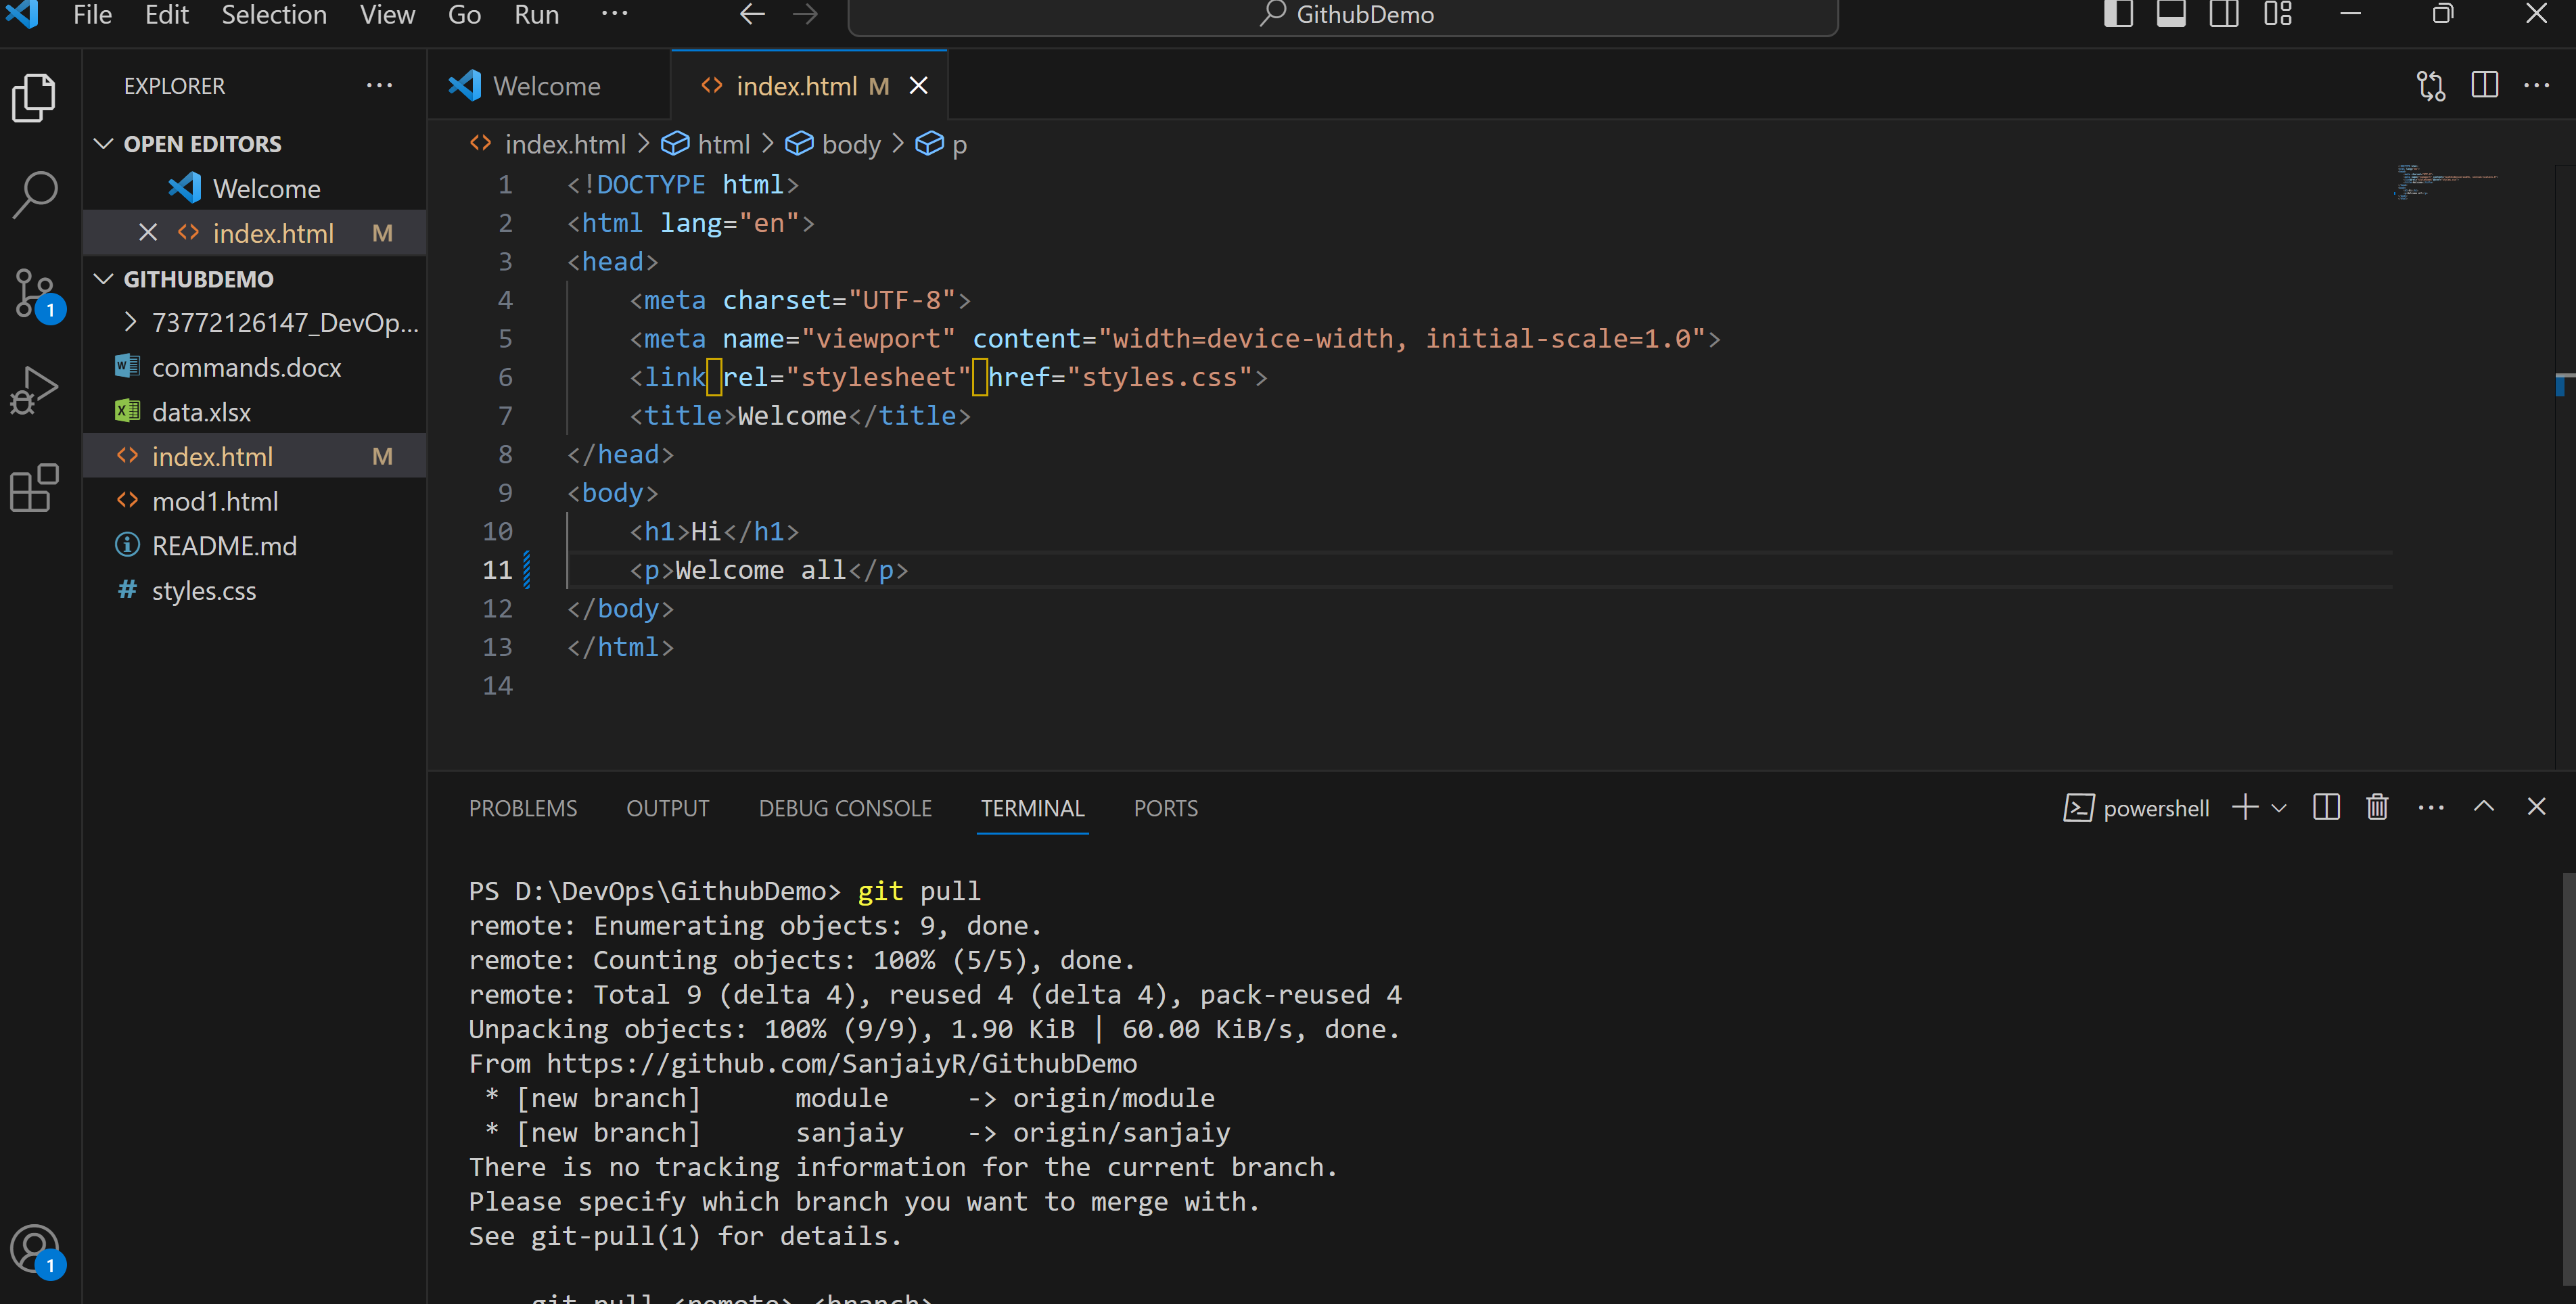 File Edit Selection View Go Run ···
GithubDemo
EXPLORER
OPEN EDITORS
Welcome
index.html M
GITHUBDEMO
73772126147_DevOp...
commands.docx
data.xlsx
index.html M
mod1.html
README.md
styles.css
1
1
Welcome
index.html M
index.html > html > body > p
1 <!DOCTYPE html>
2 <html lang="en">
3 <head>
4 <meta charset="UTF-8">
5 <meta name="viewport" content="width=device-width, initial-scale=1.0">
6 <link rel="stylesheet" href="styles.css">
7 <title>Welcome</title>
8 </head>
9 <body>
10 <h1>Hi</h1>
11 <p>Welcome all</p>
12 </body>
13 </html>
14
PROBLEMS OUTPUT DEBUG CONSOLE TERMINAL PORTS
powershell
PS D:\DevOps\GithubDemo> git pull
remote: Enumerating objects: 9, done.
remote: Counting objects: 100% (5/5), done.
remote: Total 9 (delta 4), reused 4 (delta 4), pack-reused 4
Unpacking objects: 100% (9/9), 1.90 KiB | 60.00 KiB/s, done.
From https://github.com/SanjaiyR/GithubDemo
* [new branch] module -> origin/module
* [new branch] sanjaiy -> origin/sanjaiy
There is no tracking information for the current branch.
Please specify which branch you want to merge with.
See git-pull(1) for details.
git pull <remote> <branch>